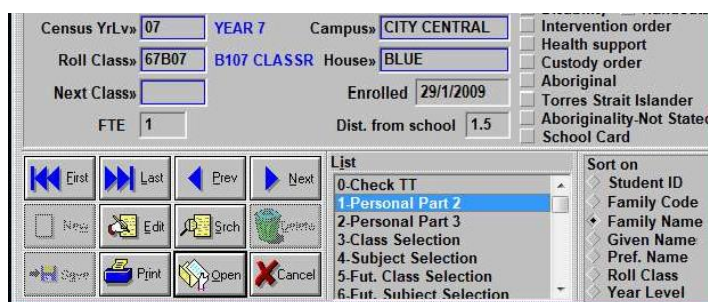 Census YrLv» 07 YEAR 7 Campus» CITY CENTRAL
Roll Class» 67B07 B107 CLASSR House» BLUE
Next Class» Enrolled 29/1/2009
FTE 1 Dist. from school 1.5
Intervention order
Health support
Custody order
Aboriginal
Torres Strait Islander
Aboriginality-Not Stated
School Card
First Last Prev Next
New Edit Srch Delete
Save Print Open Cancel
List
0-Check TT
1-Personal Part 2
2-Personal Part 3
3-Class Selection
4-Subject Selection
5-Fut. Class Selection
6-Fut. Subject Selection
Sort on
Student ID
Family Code
Family Name
Given Name
Pref. Name
Roll Class
Year Level